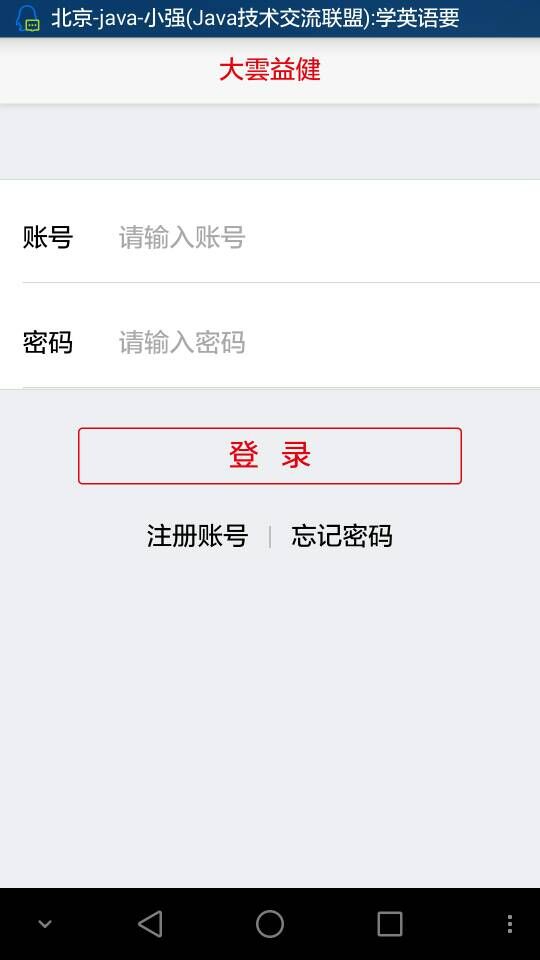 北京-java-小强(Java技术交流联盟):学英语要
大雲益健
账号 请输入账号
密码 请输入密码
登 录
注册账号 | 忘记密码